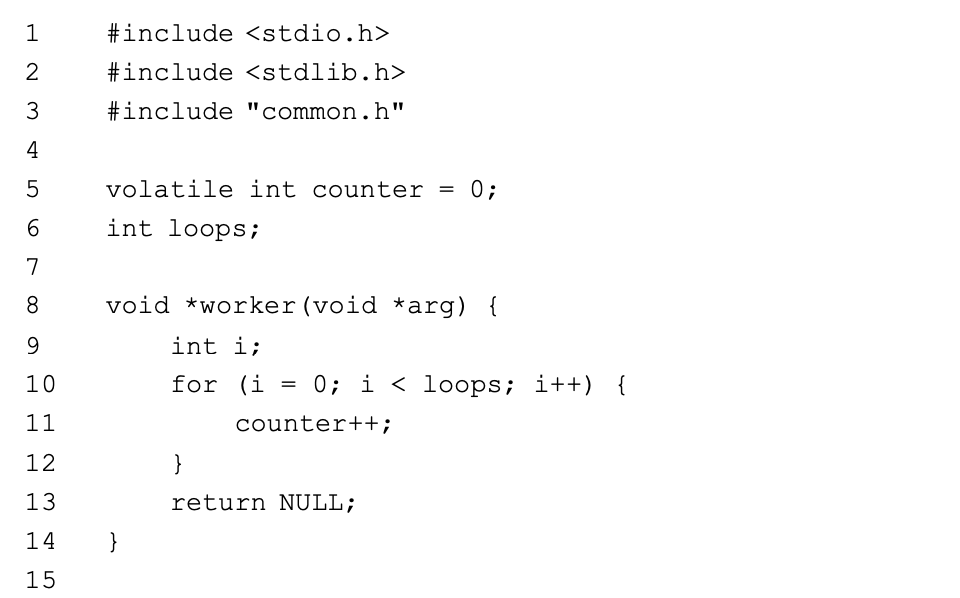 1 #include <stdio.h>
2 #include <stdlib.h>
3 #include "common.h"
4
5 volatile int counter = 0;
6 int loops;
7
8 void *worker(void *arg) {
9 int i;
10 for (i = 0; i < loops; i++) {
11 counter++;
12 }
13 return NULL;
14 }
15